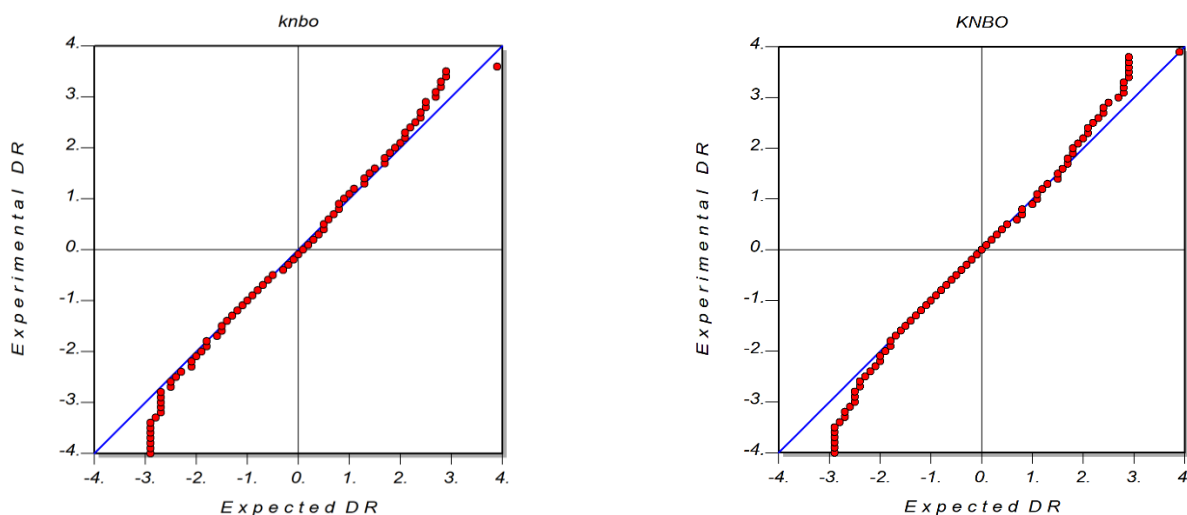 knbo
4.
3.
2.
1.
0.
-1.
-2.
-3.
-4.
Experimental DR
-4. -3. -2. -1. 0. 1. 2. 3. 4.
Expected DR
KNBO
4.
3.
2.
1.
0.
-1.
-2.
-3.
-4.
Experimental DR
-4. -3. -2. -1. 0. 1. 2. 3. 4
Expected DR